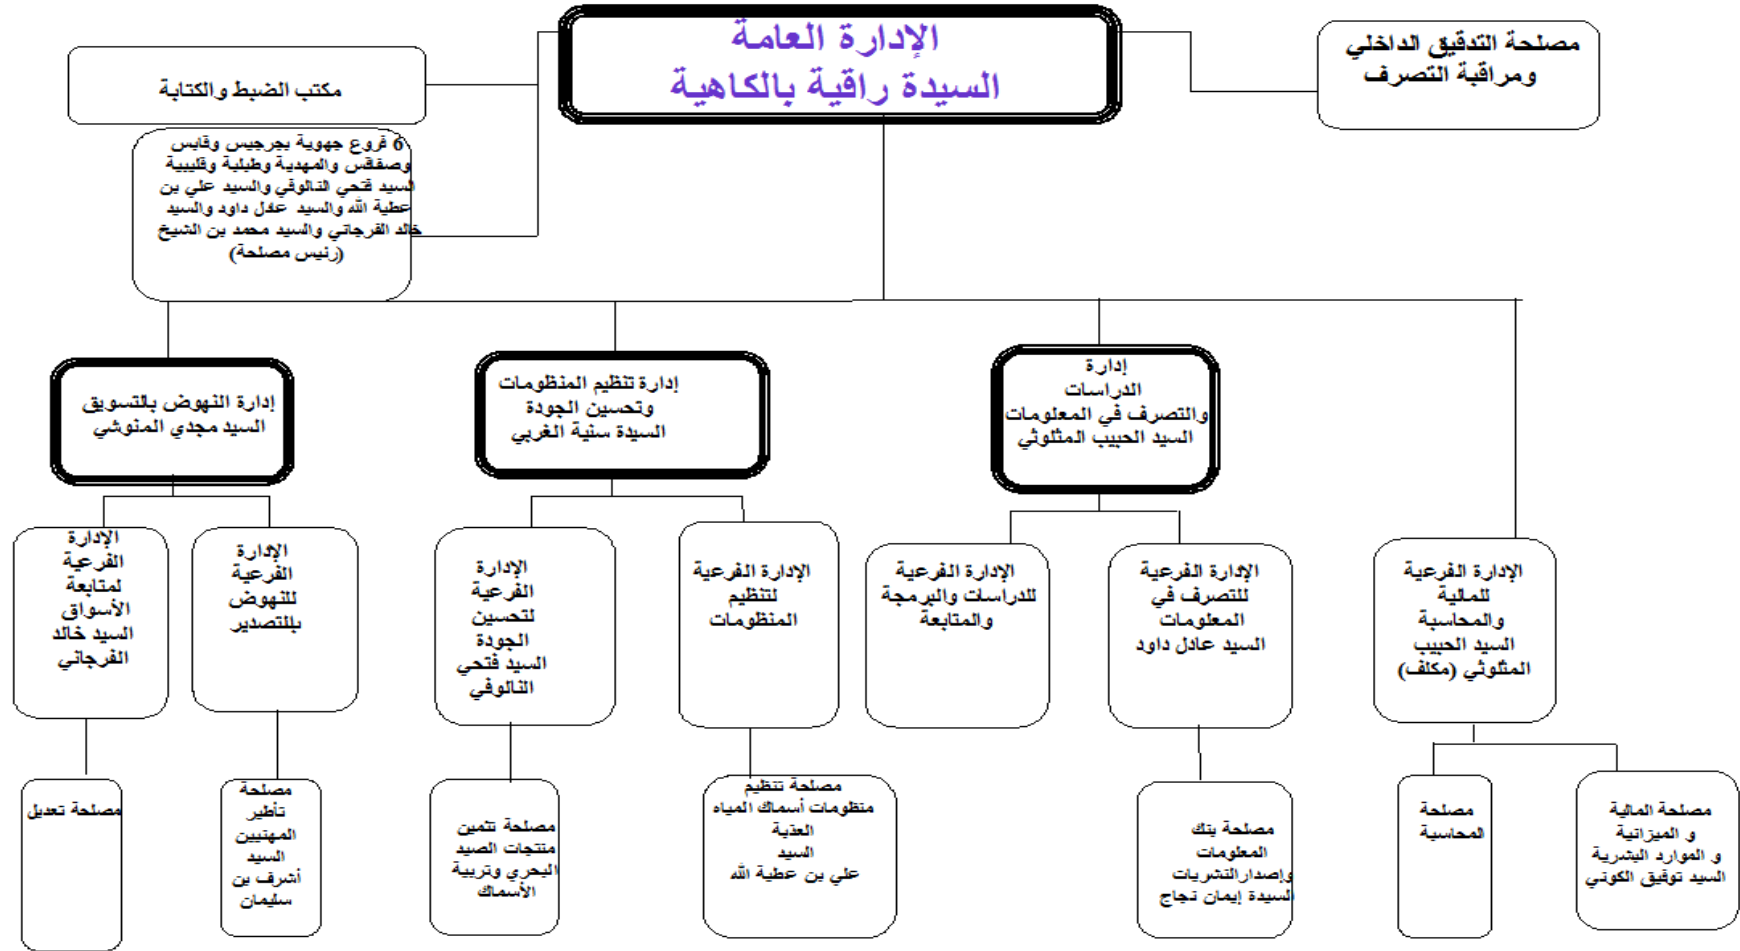 الإدارة العامة
السيدة راقية بالكاهية
مصلحة التدقيق الداخلي
ومراقبة التصرف
مكتب الضبط والكتابة
6 فروع جهوية بجرجيس وقابس
وصفاقس والمهدية وطبلبة وقليبية
السيد فتحي النالوفي والسيد علي بن
عطية الله والسيد عادل داود والسيد
خالد الفرجاني والسيد محمد بن الشيخ
(رئيس مصلحة)
إدارة
الدراسات
والتصرف في المعلومات
السيد الحبيب المثلوثي
إدارة تنظيم المنظومات
وتحسين الجودة
السيدة سنية الغربي
إدارة النهوض بالتسويق
السيد مجدي المنوشي
الإدارة الفرعية
للمالية
والمحاسبة
السيد الحبيب
المثلوثي (مكلف)
الإدارة الفرعية
للتصرف في
المعلومات
السيد عادل داود
الإدارة الفرعية
للدراسات والبرمجة
والمتابعة
الإدارة الفرعية
لتنظيم
المنظومات
الإدارة
الفرعية
لتحسين
الجودة
السيد فتحي
النالوفي
الإدارة
الفرعية
للنهوض
بللتصدير
الإدارة
الفرعية
لمتابعة
الأسواق
السيد خالد
الفرجاني
مصلحة المالية
و الميزانية
و الموارد البشرية
السيد توفيق الكوني
مصلحة
المحاسبة
مصلحة بنك
المعلومات
وإصدارالنشريات
السيدة إيمان نجاج
مصلحة تنظيم
منظومات أسماك المياه
العذبة
السيد
علي بن عطية الله
مصلحة تثمين
منتجات الصيد
البحري وتربية
الأسماك
مصلحة
تأطير
المهنيين
السيد
أشرف بن
سليمان
مصلحة تعديل